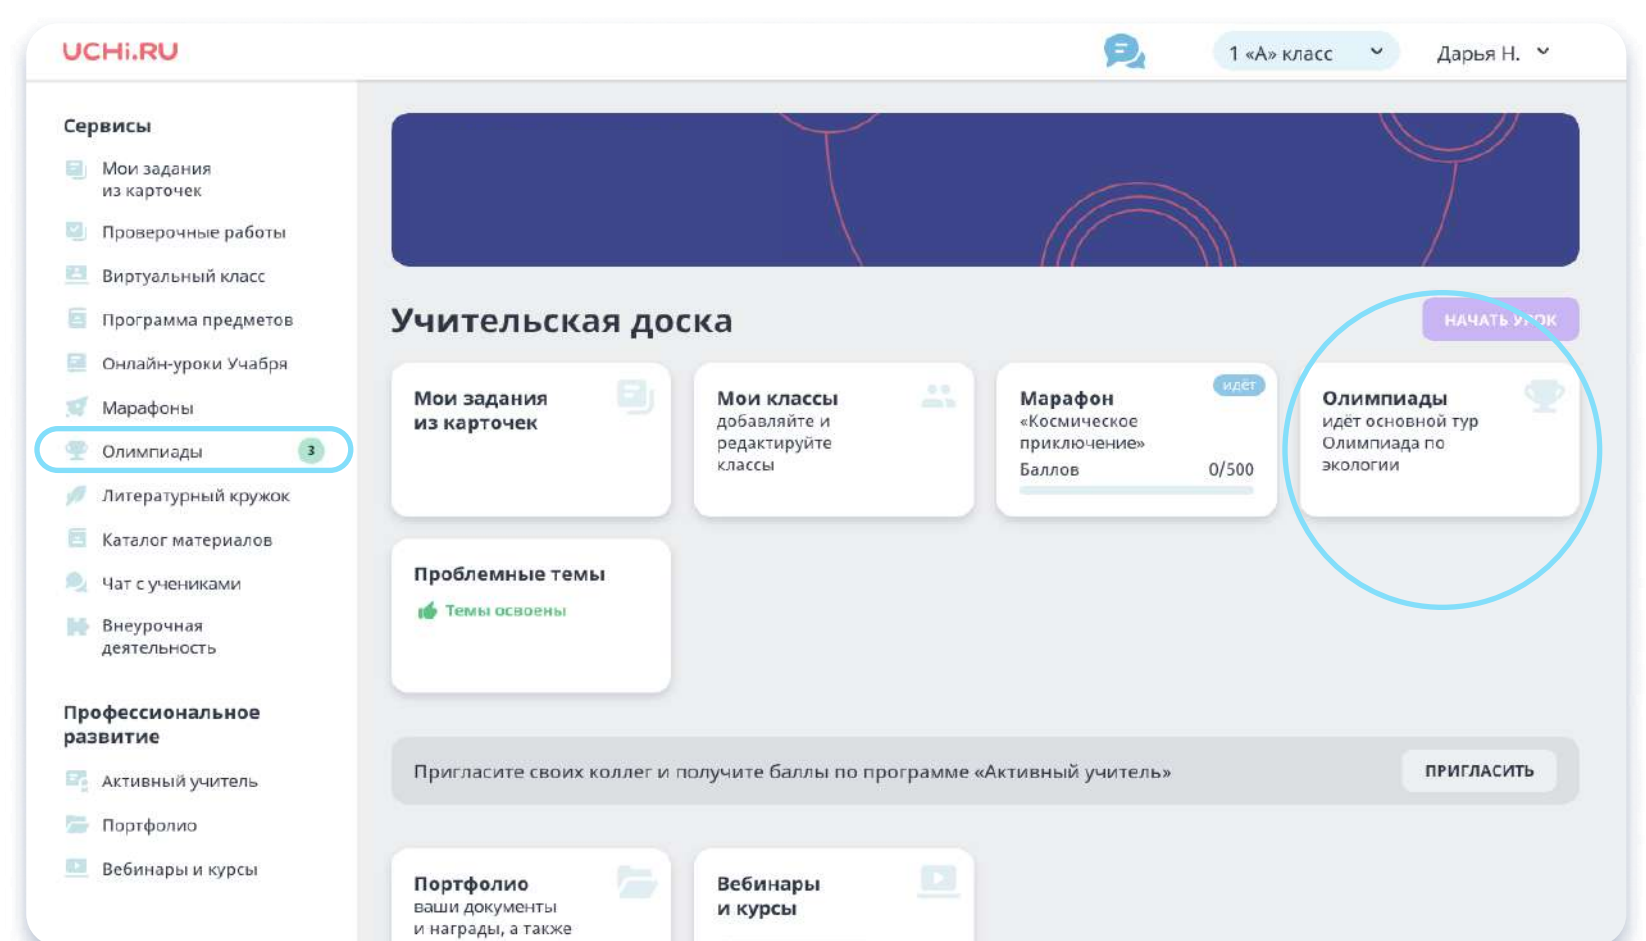 UCHi.RU
1 «А» класс
Дарья Н.
Сервисы
Мои задания
из карточек
Проверочные работы
Виртуальный класс
Программа предметов
Онлайн-уроки Учабря
Марафоны
Олимпиады 3
Литературный кружок
Каталог материалов
Чат с учениками
Внеурочная
деятельность
Профессиональное
развитие
Активный учитель
Портфолио
Вебинары и курсы
Учительская доска
НАЧАТЬ УРОК
Мои задания
из карточек
Мои классы
добавляйте и
редактируйте
классы
идёт
Марафон
«Космическое
приключение»
Баллов 0/500
Олимпиады
идёт основной тур
Олимпиада по
экологии
Проблемные темы
Темы освоены
Пригласите своих коллег и получите баллы по программе «Активный учитель»
ПРИГЛАСИТЬ
Портфолио
ваши документы
и награды, а также
Вебинары
и курсы